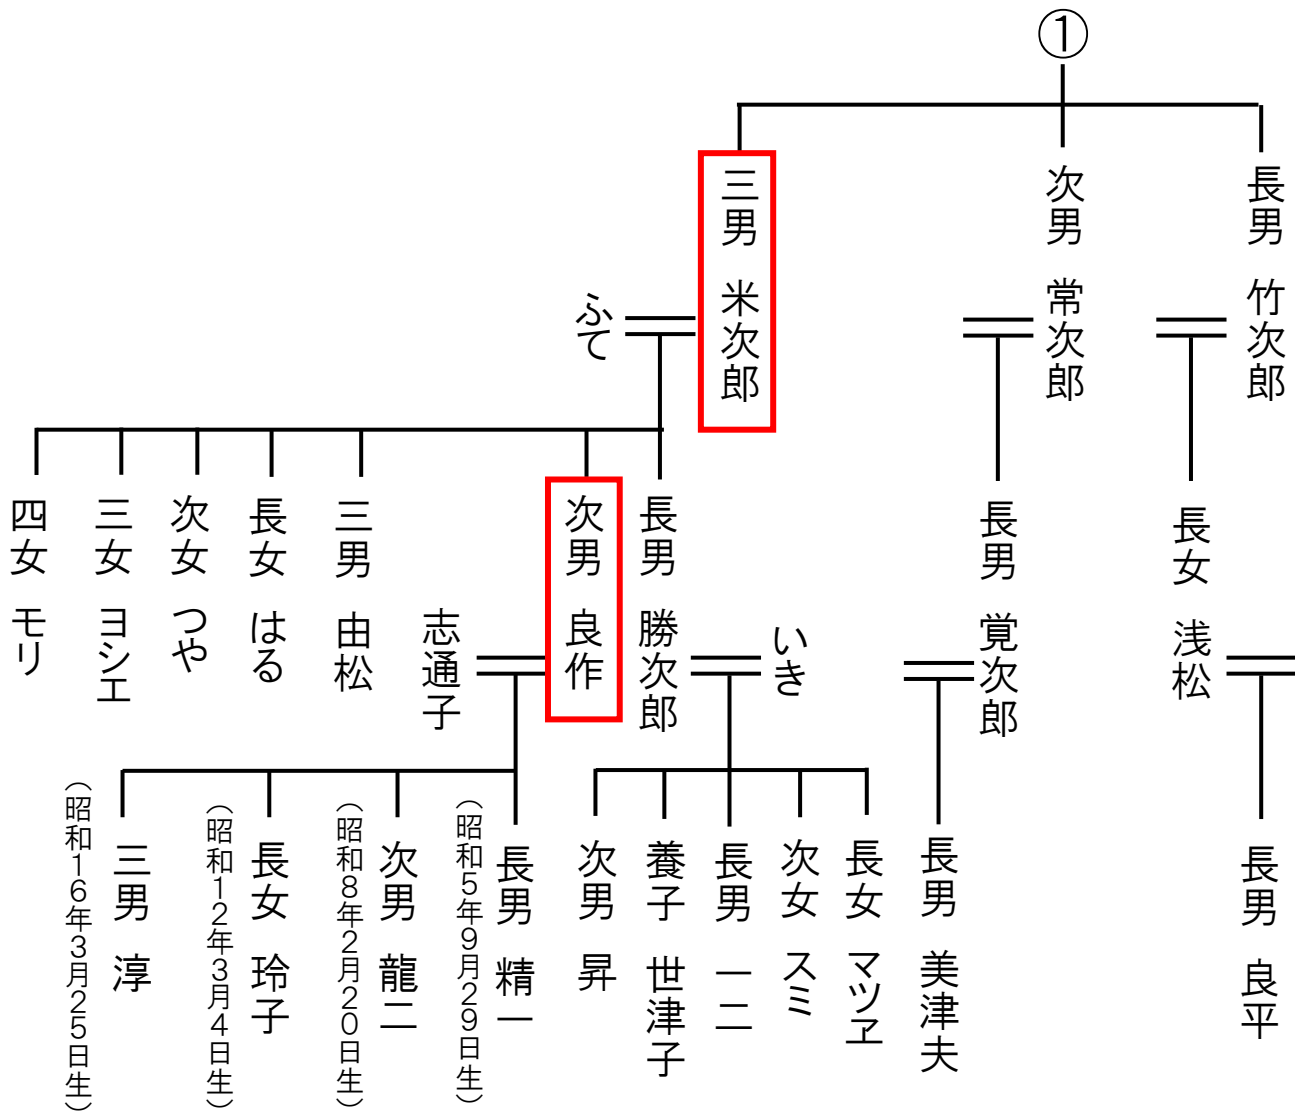 ①
長男 竹次郎
次男 常次郎
三男 米次郎
ふて
長女 浅松
長男 覚次郎
いき
長男 勝次郎
次男 良作
志通子
三男 由松
長女 はる
次女 つや
三女 ヨシエ
四女 モリ
長男 良平
長男 美津夫
長女 マツヱ
次女 スミ
長男 一二
養子 世津子
次男 昇
長男 精一
(昭和5年9月29日生)
次男 龍二
(昭和8年2月20日生)
長女 玲子
(昭和12年3月4日生)
三男 淳
(昭和16年3月25日生)